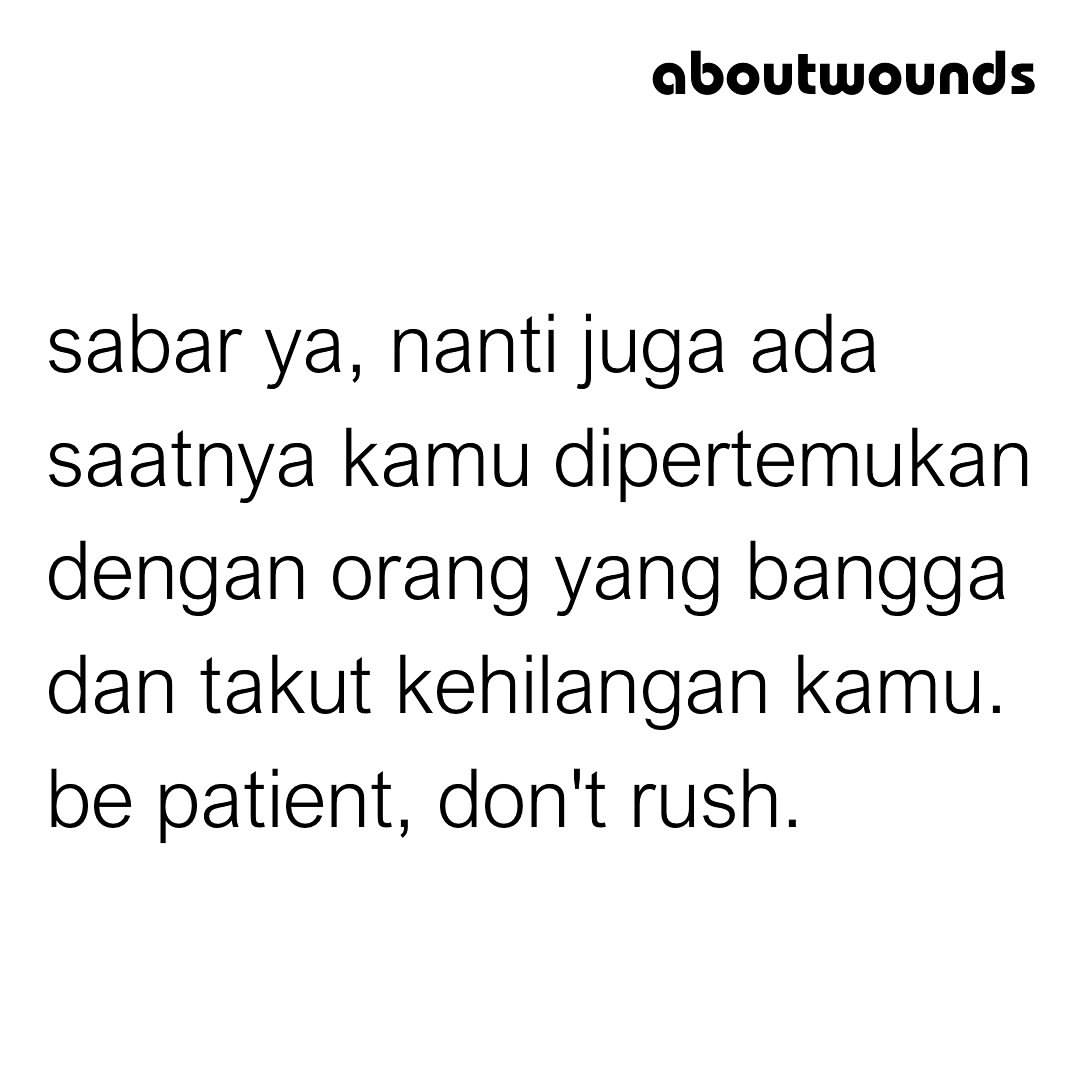 aboutwounds
sabar ya, nanti juga ada
saatnya kamu dipertemukan
dengan orang yang bangga
dan takut kehilangan kamu.
be patient, don't rush.